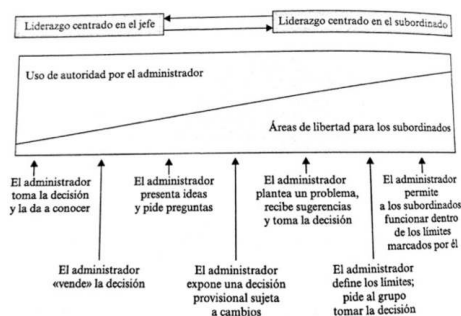 Liderazgo centrado en el jefe
Liderazgo centrado en el subordinado
Uso de autoridad por el administrador
Áreas de libertad para los subordinados
El administrador
toma la decisión
y la da a conocer
El administrador
«vende» la decisión
El administrador
presenta ideas
y pide preguntas
El administrador
expone una decisión
provisional sujeta
a cambios
El administrador
plantea un problema,
recibe sugerencias
y toma la decisión
El administrador
define los límites;
pide al grupo
tomar la decisión
El administrador
permite
a los subordinados
funcionar dentro
de los límites
marcados por él